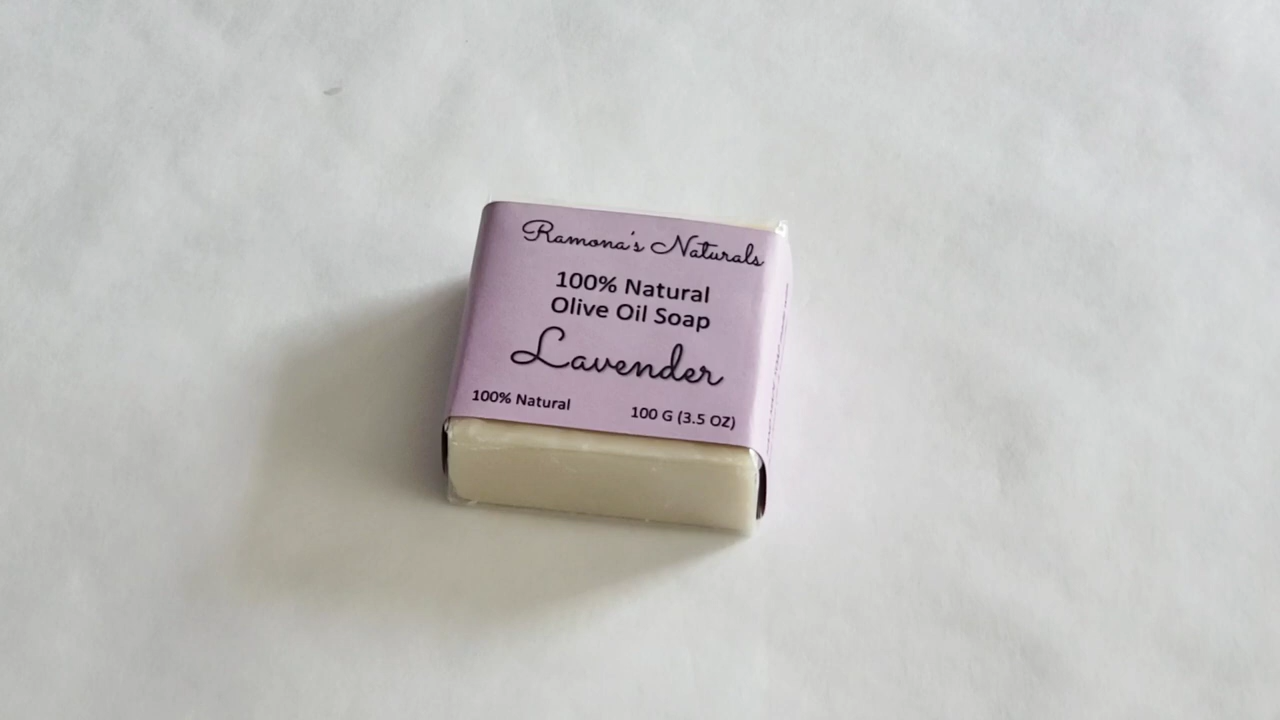 Ramona's Naturals
100% Natural
Olive Oil Soap
Lavender
100% Natural 100 G (3.5 OZ)